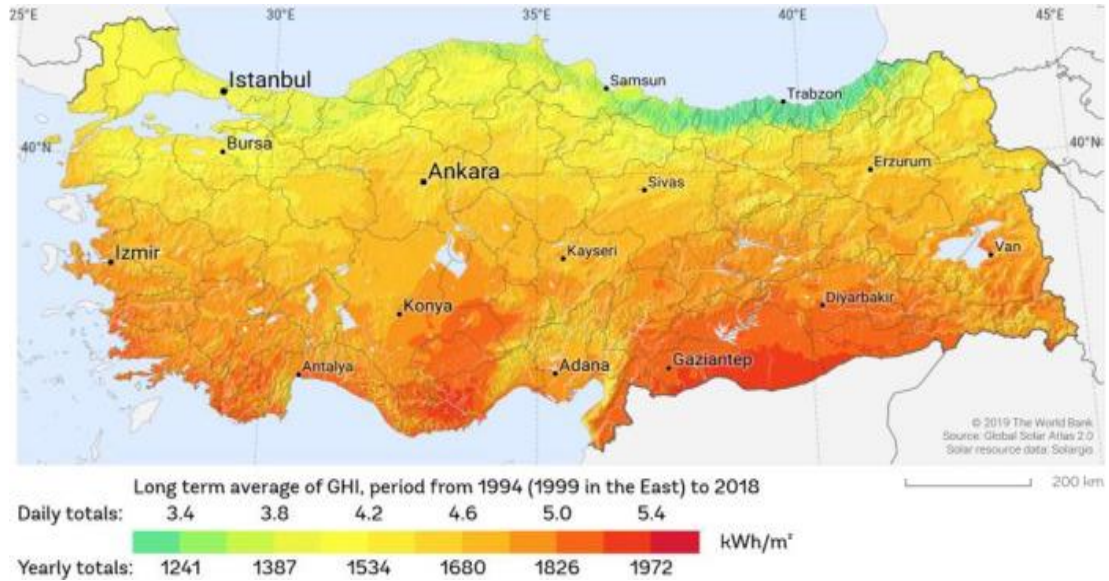 25°E 30°E 35°E 40°E 45°E
Istanbul
Samsun
Trabzon
40°N
Bursa
40°N
Ankara
Erzurum
Sivas
Izmir
Kayseri
Van
Konya
Diyarbakir
Antalya
Adana
Gaziantep
© 2019 The World Bank
Source: Global Solar Atlas 2.0
Solar resource data: Solargis
200 km
Long term average of GHI, period from 1994 (1999 in the East) to 2018
Daily totals: 3.4 3.8 4.2 4.6 5.0 5.4
kWh/m²
Yearly totals: 1241 1387 1534 1680 1826 1972